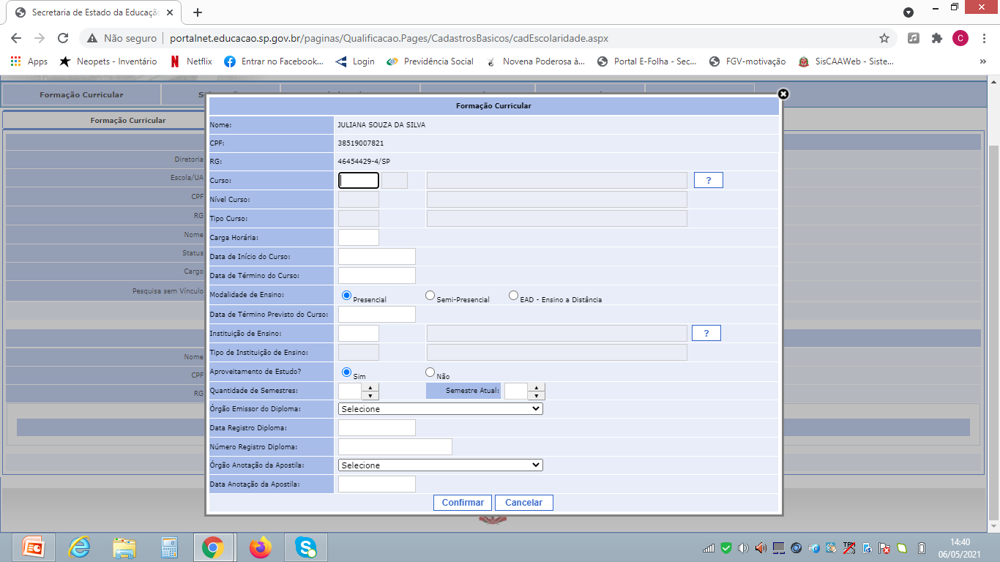 Secretaria de Estado da Educaçã
Não seguro
portalnet.educacao.sp.gov.br/paginas/Qualificacao.Pages/CadastrosBasicos/cadEscolaridade.aspx
C
Apps
Neopets - Inventário
Netflix
Entrar no Facebook...
Login
Previdência Social
Novena Poderosa à...
Portal E-Folha - Sec...
FGV-motivação
SisCAAWeb - Siste...
»
Formação Curricular
Formação Curricular
Diretoria
Escola/UA
CPF
RG
Nome
Status
Cargo
Pesquisa sem Vínculo
Nome
CPF
RG
Formação Curricular
Nome: JULIANA SOUZA DA SILVA
CPF: 38519007821
RG: 46454429-4/SP
Curso: ?
Nível Curso:
Tipo Curso:
Carga Horária:
Data de Início do Curso:
Data de Término do Curso:
Modalidade de Ensino: Presencial Semi-Presencial EAD - Ensino a Distância
Data de Término Previsto do Curso:
Instituição de Ensino: ?
Tipo de Instituição de Ensino:
Aproveitamento de Estudo? Sim Não
Quantidade de Semestres: Semestre Atual:
Órgão Emissor do Diploma: Selecione
Data Registro Diploma:
Número Registro Diploma:
Órgão Anotação da Apostila: Selecione
Data Anotação da Apostila:
Confirmar Cancelar
14:40
06/05/2021